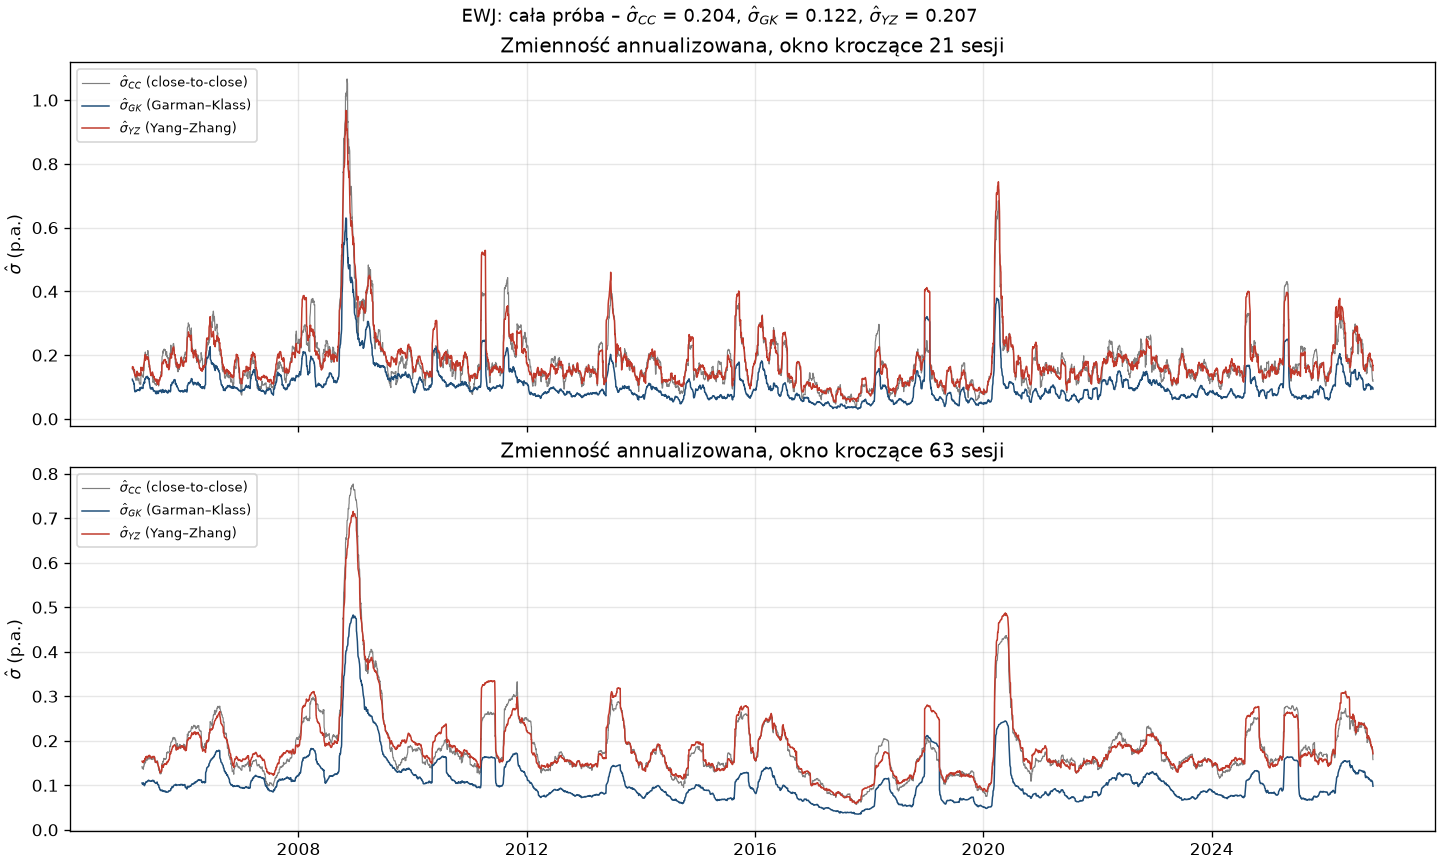 EWJ: cała próba – σ̂_CC = 0.204, σ̂_GK = 0.122, σ̂_YZ = 0.207
Zmienność annualizowana, okno kroczące 21 sesji
σ̂_CC (close-to-close)
σ̂_GK (Garman–Klass)
σ̂_YZ (Yang–Zhang)
σ̂ (p.a.)
1.0
0.8
0.6
0.4
0.2
0.0
Zmienność annualizowana, okno kroczące 63 sesji
σ̂_CC (close-to-close)
σ̂_GK (Garman–Klass)
σ̂_YZ (Yang–Zhang)
σ̂ (p.a.)
0.8
0.7
0.6
0.5
0.4
0.3
0.2
0.1
0.0
2008 2012 2016 2020 2024